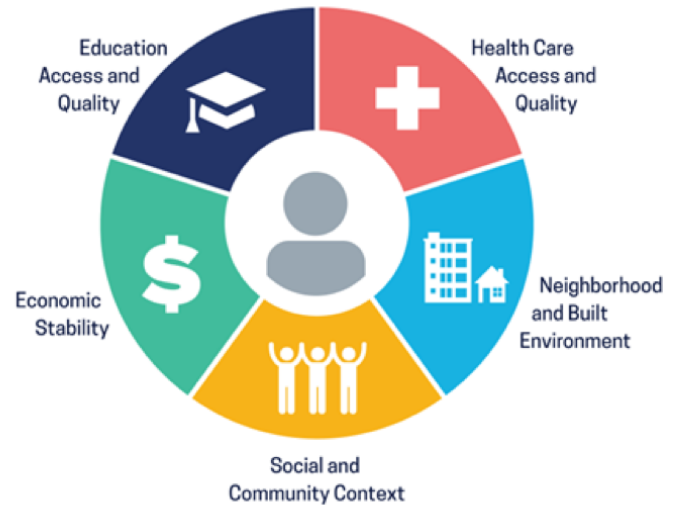 Education
Access and
Quality
Health Care
Access and
Quality
Economic
Stability
Neighborhood
and Built
Environment
Social and
Community Context